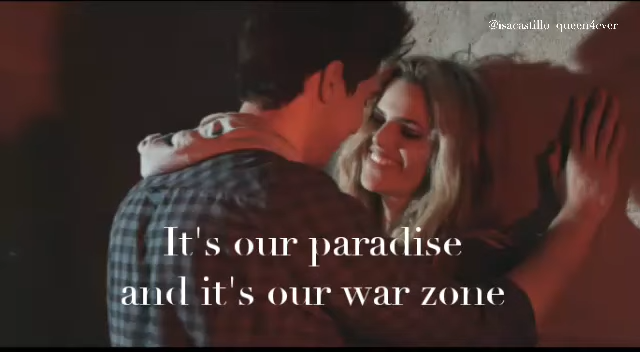 @isacastillo_queen4ever
It's our paradise
and it's our war zone